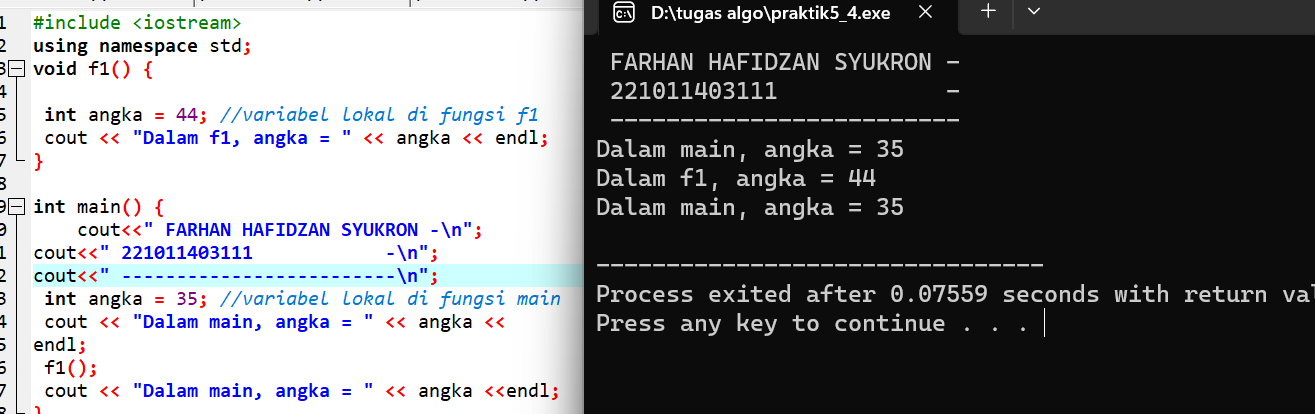 1 #include <iostream>
2 using namespace std;
3 void f1() {
4
5 int angka = 44; //variabel lokal di fungsi f1
6 cout << "Dalam f1, angka = " << angka << endl;
7 }
8
9 int main() {
0 cout<<" FARHAN HAFIDZAN SYUKRON -\n";
1 cout<<" 221011403111             -\n";
2 cout<<" -------------------------\n";
3 int angka = 35; //variabel lokal di fungsi main
4 cout << "Dalam main, angka = " << angka <<
5 endl;
6 f1();
7 cout << "Dalam main, angka = " << angka <<endl;
8 }
D:\tugas algo\praktik5_4.exe
FARHAN HAFIDZAN SYUKRON -
221011403111             -
-------------------------
Dalam main, angka = 35
Dalam f1, angka = 44
Dalam main, angka = 35
--------------------------------
Process exited after 0.07559 seconds with return
Press any key to continue . . .